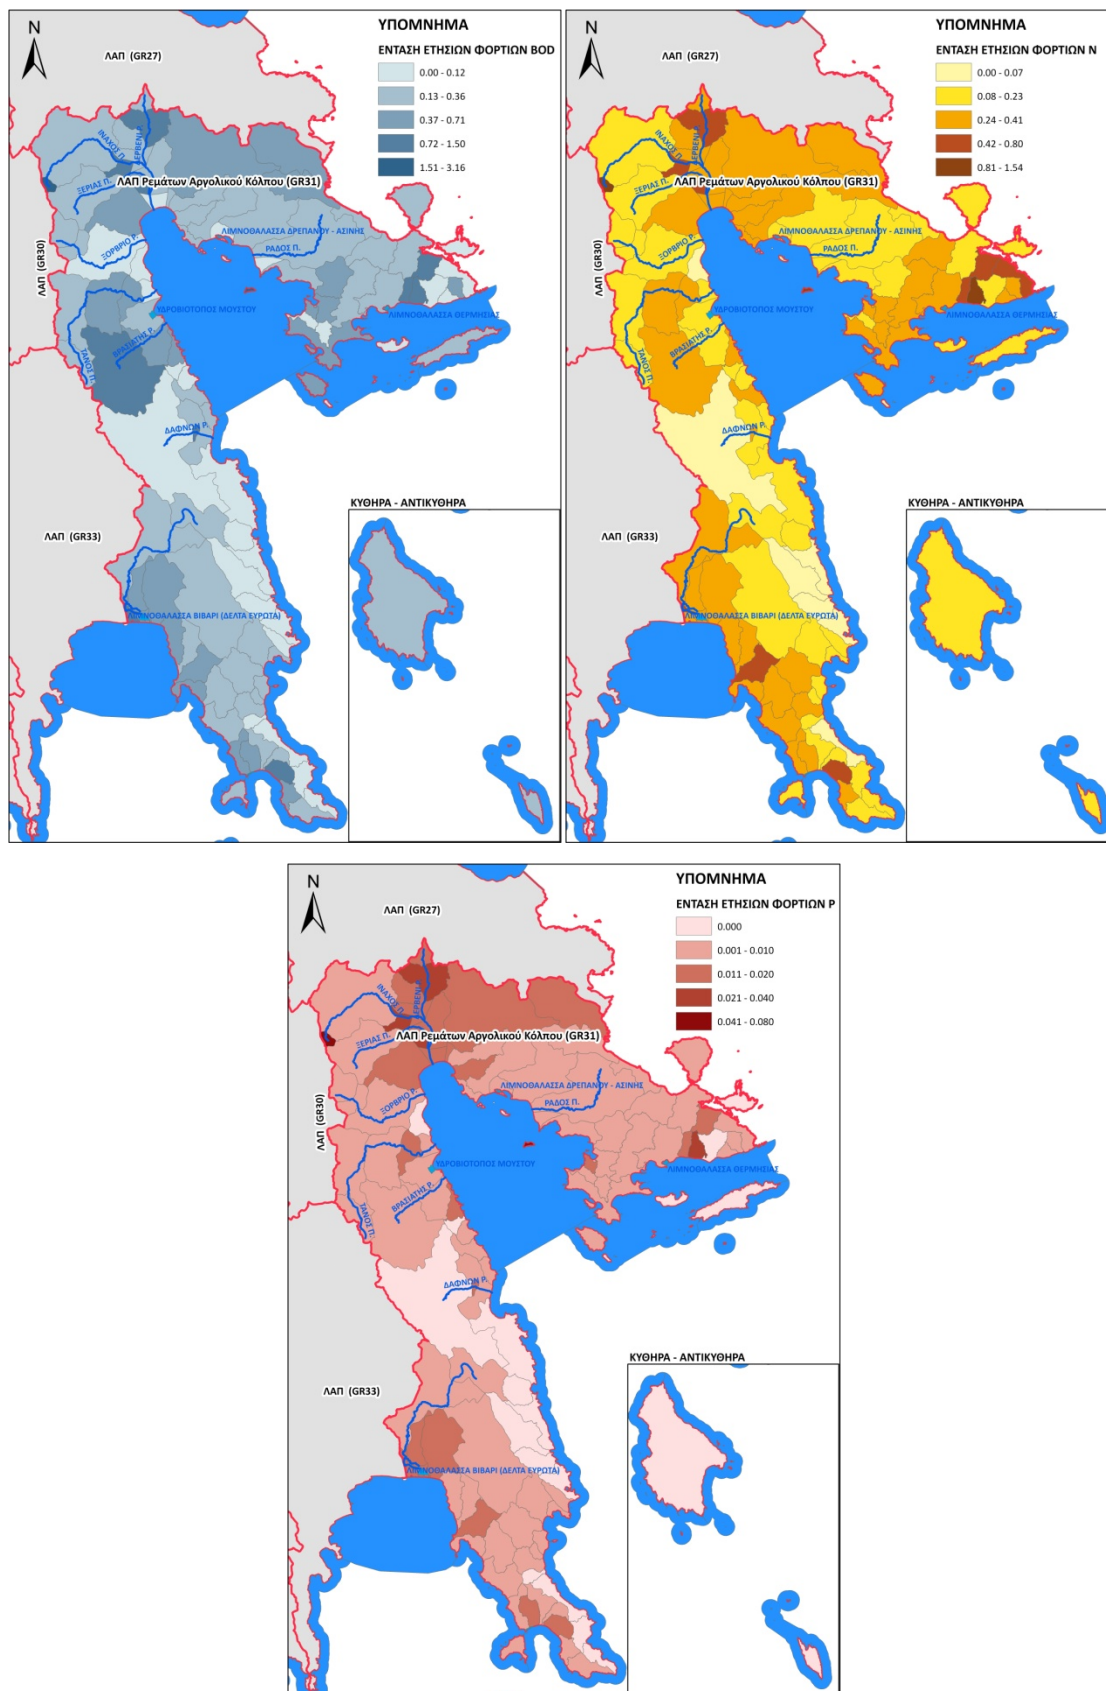 N
ΛΑΠ (GR27)
ΥΠΟΜΝΗΜΑ
ΕΝΤΑΣΗ ΕΤΗΣΙΩΝ ΦΟΡΤΙΩΝ BOD
0.00 - 0.12
0.13 - 0.36
0.37 - 0.71
0.72 - 1.50
1.51 - 3.16
ΙΝΑΧΟΣ Π.
ΔΕΡΒΕΝΙ Ρ.
ΞΕΡΙΑΣ Π.
ΛΑΠ Ρεμάτων Αργολικού Κόλπου (GR31)
ΛΑΠ (GR30)
ΞΟΡΒΡΙΟ Ρ.
ΛΙΜΝΟΘΑΛΑΣΣΑ ΔΡΕΠΑΝΟΥ - ΑΣΙΝΗΣ
ΡΑΔΟΣ Π.
ΥΔΡΟΒΙΟΤΟΠΟΣ ΜΟΥΣΤΟΥ
ΛΙΜΝΟΘΑΛΑΣΣΑ ΘΕΡΜΗΣΙΑΣ
ΒΡΑΣΙΑΤΗΣ Ρ.
ΤΑΝΟΣ Π.
ΔΑΦΝΩΝ Ρ.
ΚΥΘΗΡΑ - ΑΝΤΙΚΥΘΗΡΑ
ΛΑΠ (GR33)
ΛΙΜΝΟΘΑΛΑΣΣΑ ΒΙΒΑΡΙ (ΔΕΛΤΑ ΕΥΡΩΤΑ)
N
ΛΑΠ (GR27)
ΥΠΟΜΝΗΜΑ
ΕΝΤΑΣΗ ΕΤΗΣΙΩΝ ΦΟΡΤΙΩΝ N
0.00 - 0.07
0.08 - 0.23
0.24 - 0.41
0.42 - 0.80
0.81 - 1.54
ΙΝΑΧΟΣ Π.
ΔΕΡΒΕΝΙ Ρ.
ΞΕΡΙΑΣ Π.
ΛΑΠ Ρεμάτων Αργολικού Κόλπου (GR31)
ΛΑΠ (GR30)
ΞΟΡΒΡΙΟ Ρ.
ΛΙΜΝΟΘΑΛΑΣΣΑ ΔΡΕΠΑΝΟΥ - ΑΣΙΝΗΣ
ΡΑΔΟΣ Π.
ΥΔΡΟΒΙΟΤΟΠΟΣ ΜΟΥΣΤΟΥ
ΛΙΜΝΟΘΑΛΑΣΣΑ ΘΕΡΜΗΣΙΑΣ
ΒΡΑΣΙΑΤΗΣ Ρ.
ΤΑΝΟΣ Π.
ΔΑΦΝΩΝ Ρ.
ΚΥΘΗΡΑ - ΑΝΤΙΚΥΘΗΡΑ
ΛΑΠ (GR33)
ΛΙΜΝΟΘΑΛΑΣΣΑ ΒΙΒΑΡΙ (ΔΕΛΤΑ ΕΥΡΩΤΑ)
N
ΛΑΠ (GR27)
ΥΠΟΜΝΗΜΑ
ΕΝΤΑΣΗ ΕΤΗΣΙΩΝ ΦΟΡΤΙΩΝ P
0.000
0.001 - 0.010
0.011 - 0.020
0.021 - 0.040
0.041 - 0.080
ΙΝΑΧΟΣ Π.
ΔΕΡΒΕΝΙ Ρ.
ΞΕΡΙΑΣ Π.
ΛΑΠ Ρεμάτων Αργολικού Κόλπου (GR31)
ΛΑΠ (GR30)
ΞΟΡΒΡΙΟ Ρ.
ΛΙΜΝΟΘΑΛΑΣΣΑ ΔΡΕΠΑΝΟΥ - ΑΣΙΝΗΣ
ΡΑΔΟΣ Π.
ΥΔΡΟΒΙΟΤΟΠΟΣ ΜΟΥΣΤΟΥ
ΛΙΜΝΟΘΑΛΑΣΣΑ ΘΕΡΜΗΣΙΑΣ
ΒΡΑΣΙΑΤΗΣ Ρ.
ΤΑΝΟΣ Π.
ΔΑΦΝΩΝ Ρ.
ΚΥΘΗΡΑ - ΑΝΤΙΚΥΘΗΡΑ
ΛΑΠ (GR33)
ΛΙΜΝΟΘΑΛΑΣΣΑ ΒΙΒΑΡΙ (ΔΕΛΤΑ ΕΥΡΩΤΑ)